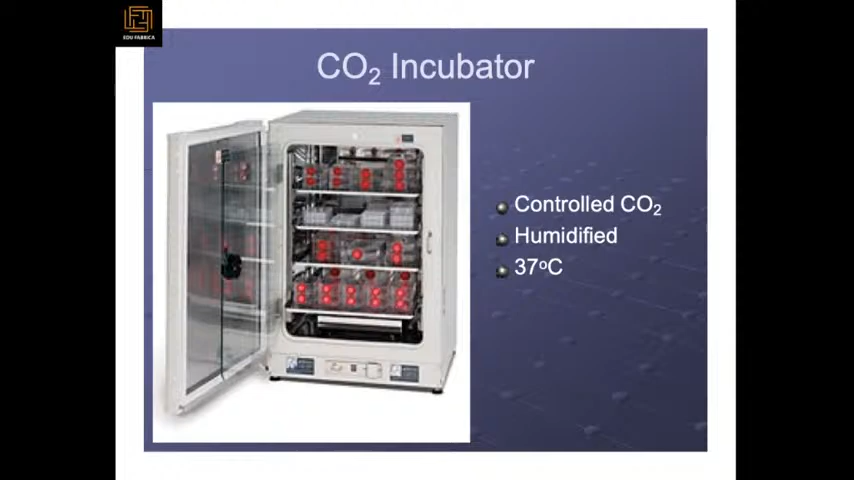 EDU FABRICA
CO₂ Incubator
Controlled CO₂
Humidified
37ºC